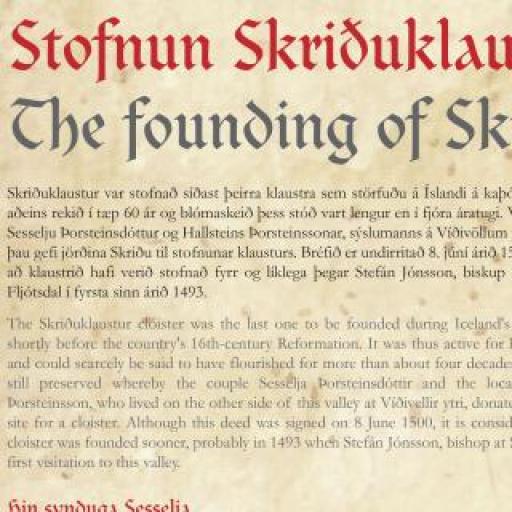 Stofnun Skriðuklau
The founding of Sk
Skriðuklaustur var stofnað síðast þeirra klaustra sem störfuðu á Íslandi á kaþó
aðeins rekið í tæp 60 ár og blómaskeið þess stóð vart lengur en í fjóra áratugi. V
Sesselju Þorsteinsdóttur og Hallsteins Þorsteinssonar, sýslumanns á Víðivöllum
þau gefi jörðina Skriðu til stofnunar klausturs. Bréfið er undirritað 8. júní árið 15
að klaustrið hafi verið stofnað fyrr og líklega þegar Stefán Jónsson, biskup
Fljótsdal í fyrsta sinn árið 1493.
The Skriðuklaustur cloister was the last one to be founded during Iceland's
shortly before the country's 16th-century Reformation. It was thus active for
and could scarcely be said to have flourished for more than about four decade
still preserved whereby the couple Sesselja Þorsteinsdóttir and the loca
Þorsteinsson, who lived on the other side of this valley at Víðivellir ytri, donate
site for a cloister. Although this deed was signed on 8 June 1500, it is consid
cloister was founded sooner, probably in 1493 when Stefán Jónsson, bishop at S
first visitation to this valley.
Hin synduga Sesselja